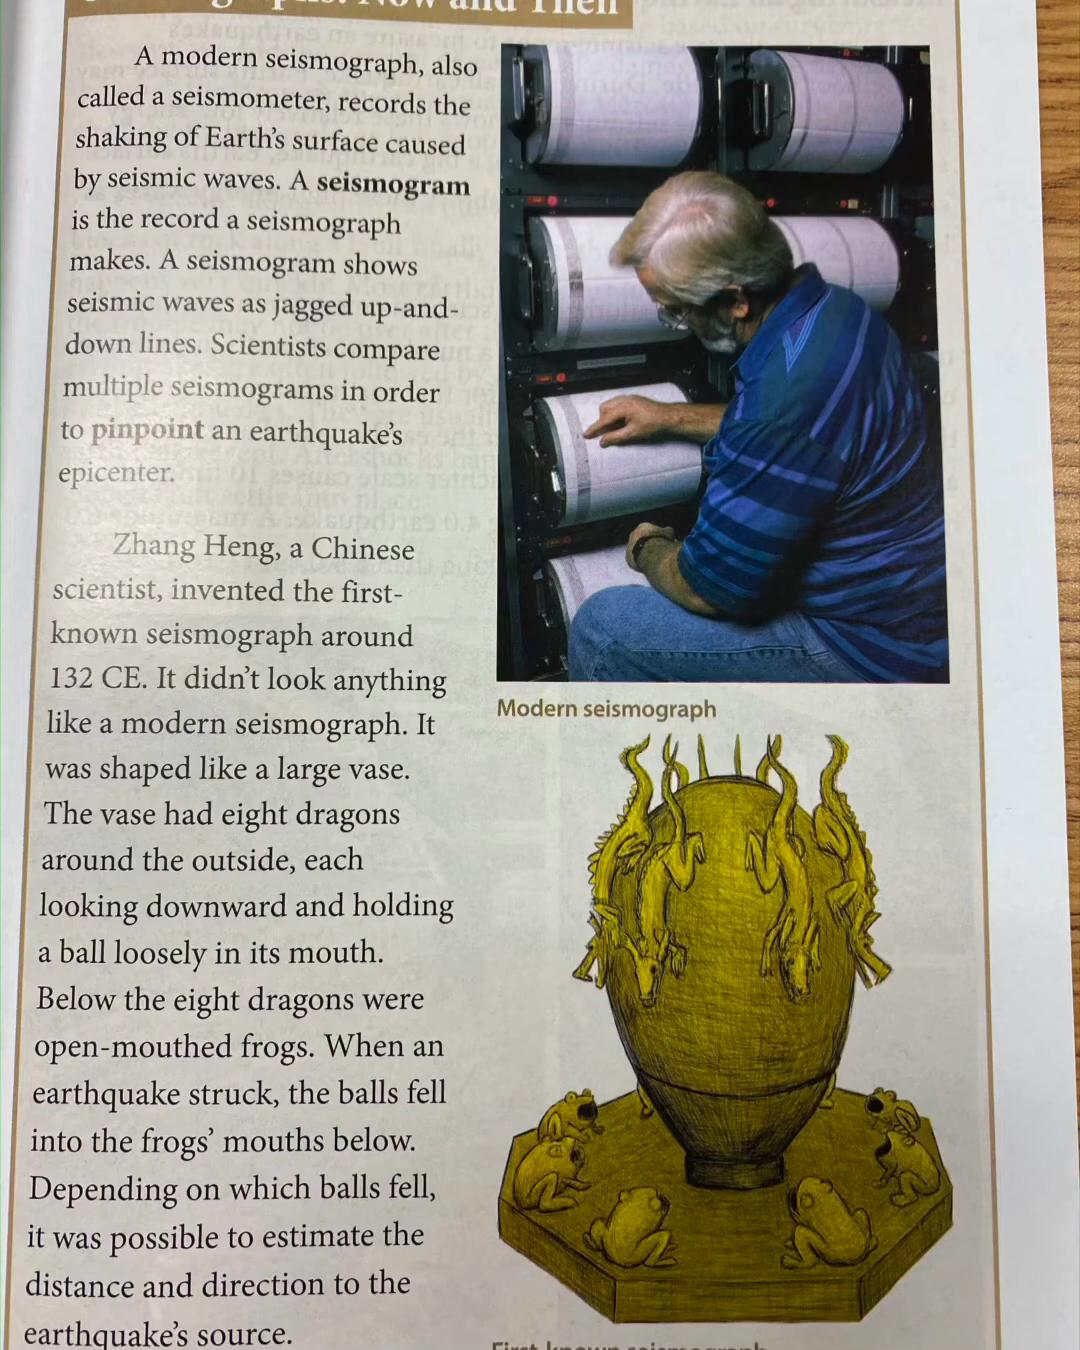 Now and Then
A modern seismograph, also
called a seismometer, records the
shaking of Earth's surface caused
by seismic waves. A seismogram
is the record a seismograph
makes. A seismogram shows
seismic waves as jagged up-and-
down lines. Scientists compare
multiple seismograms in order
to pinpoint an earthquake's
epicenter.
Zhang Heng, a Chinese
scientist, invented the first-
known seismograph around
132 CE. It didn't look anything
like a modern seismograph. It
was shaped like a large vase.
The vase had eight dragons
around the outside, each
looking downward and holding
a ball loosely in its mouth.
Below the eight dragons were
open-mouthed frogs. When an
earthquake struck, the balls fell
into the frogs' mouths below.
Depending on which balls fell,
it was possible to estimate the
distance and direction to the
earthquake's source.
Modern seismograph
First-known seismograph